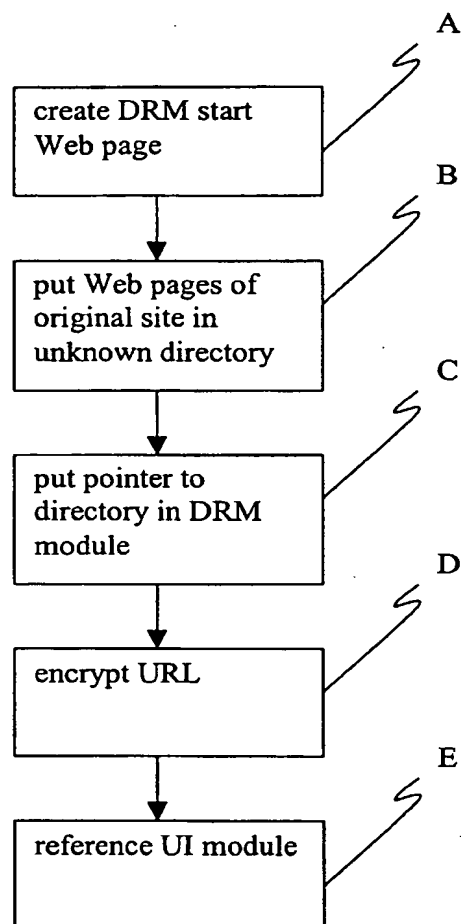 A
create DRM start
Web page
B
put Web pages of
original site in
unknown directory
C
put pointer to
directory in DRM
module
D
encrypt URL
E
reference UI module